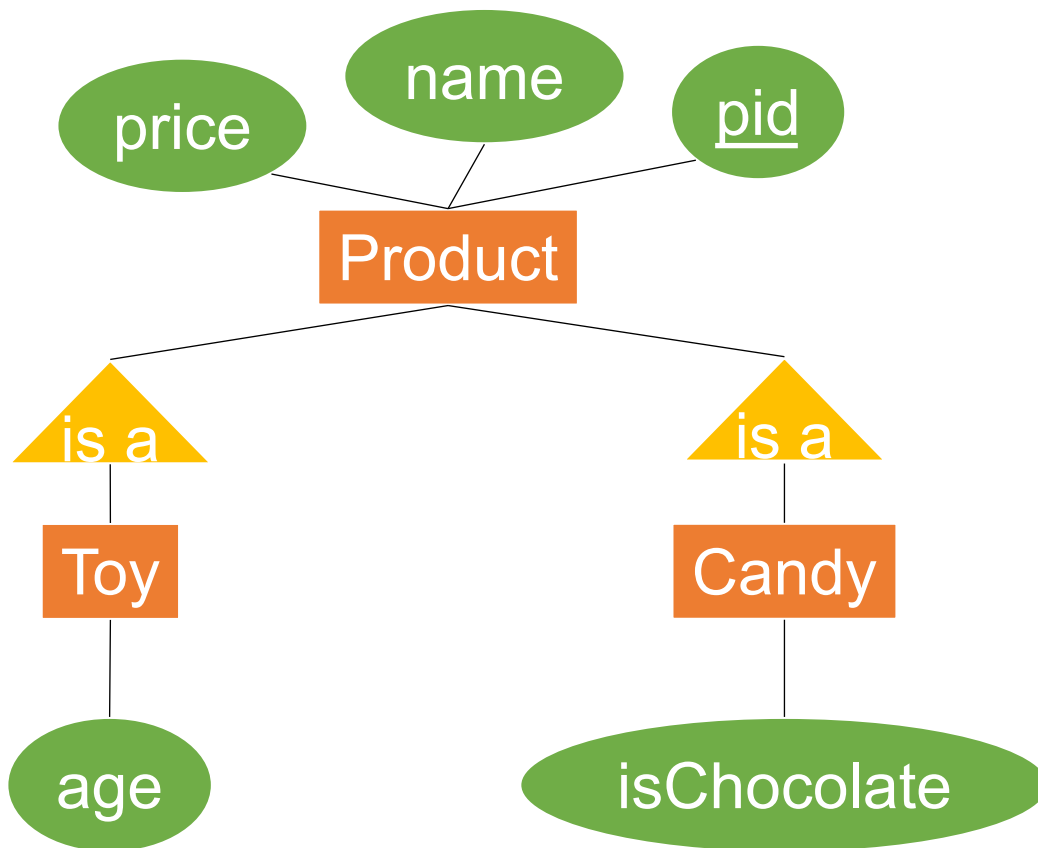 name
pid
price
Product
is a
is a
Toy
Candy
age
isChocolate